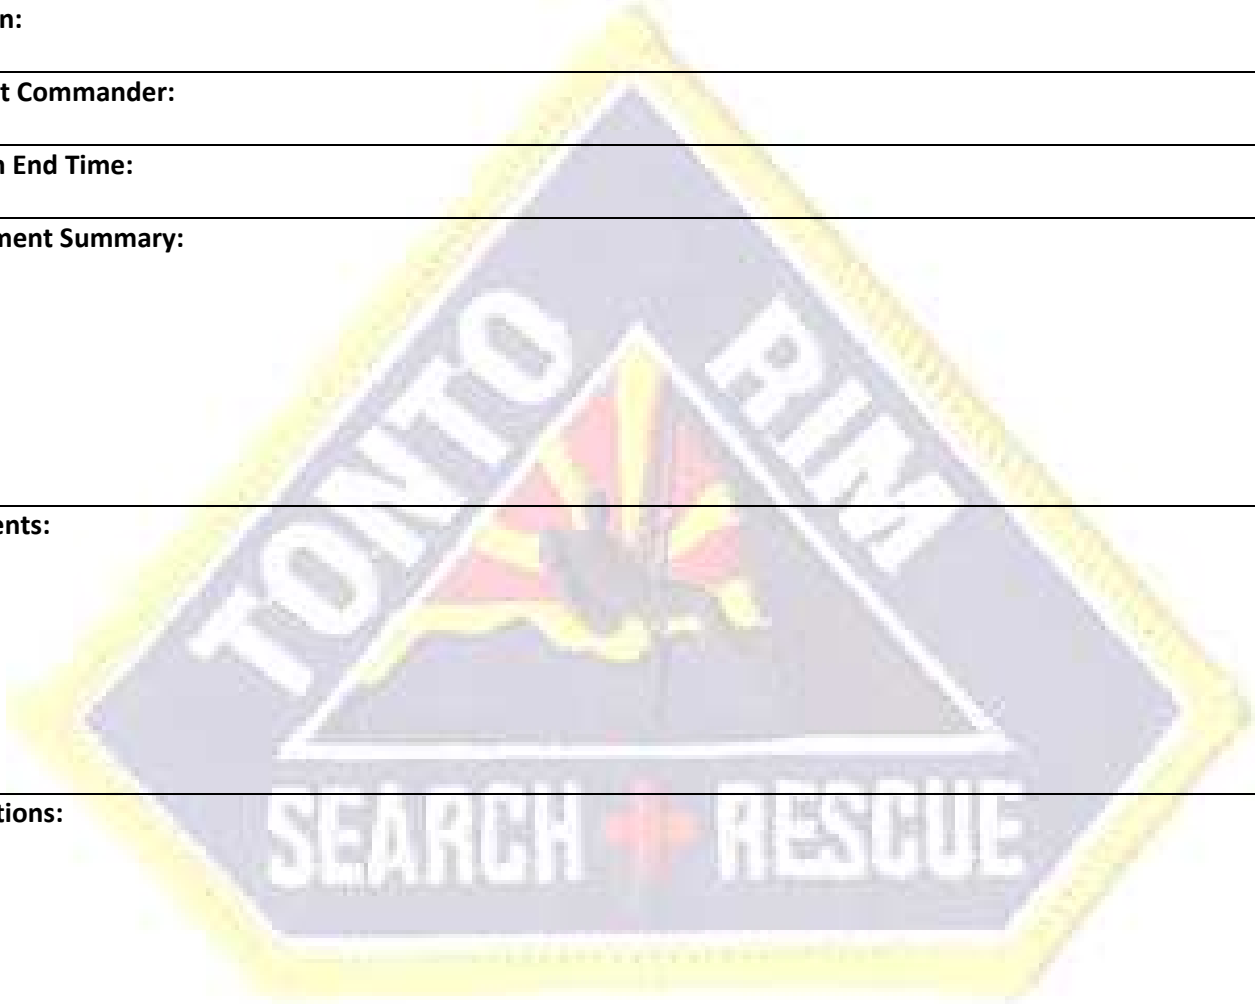 n:
t Commander:
n End Time:
ment Summary:
TONTO RIM
ents:
SEARCH RESCUE
tions: